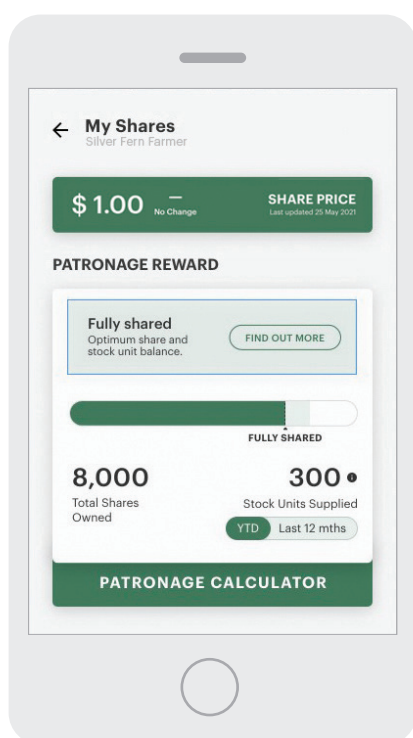 My Shares
Silver Fern Farmer
$ 1.00 — No Change
SHARE PRICE
Last updated 25 May 2021
PATRONAGE REWARD
Fully shared
Optimum share and
stock unit balance.
FIND OUT MORE
FULLY SHARED
8,000
Total Shares
Owned
300
Stock Units Supplied
YTD Last 12 mths
PATRONAGE CALCULATOR